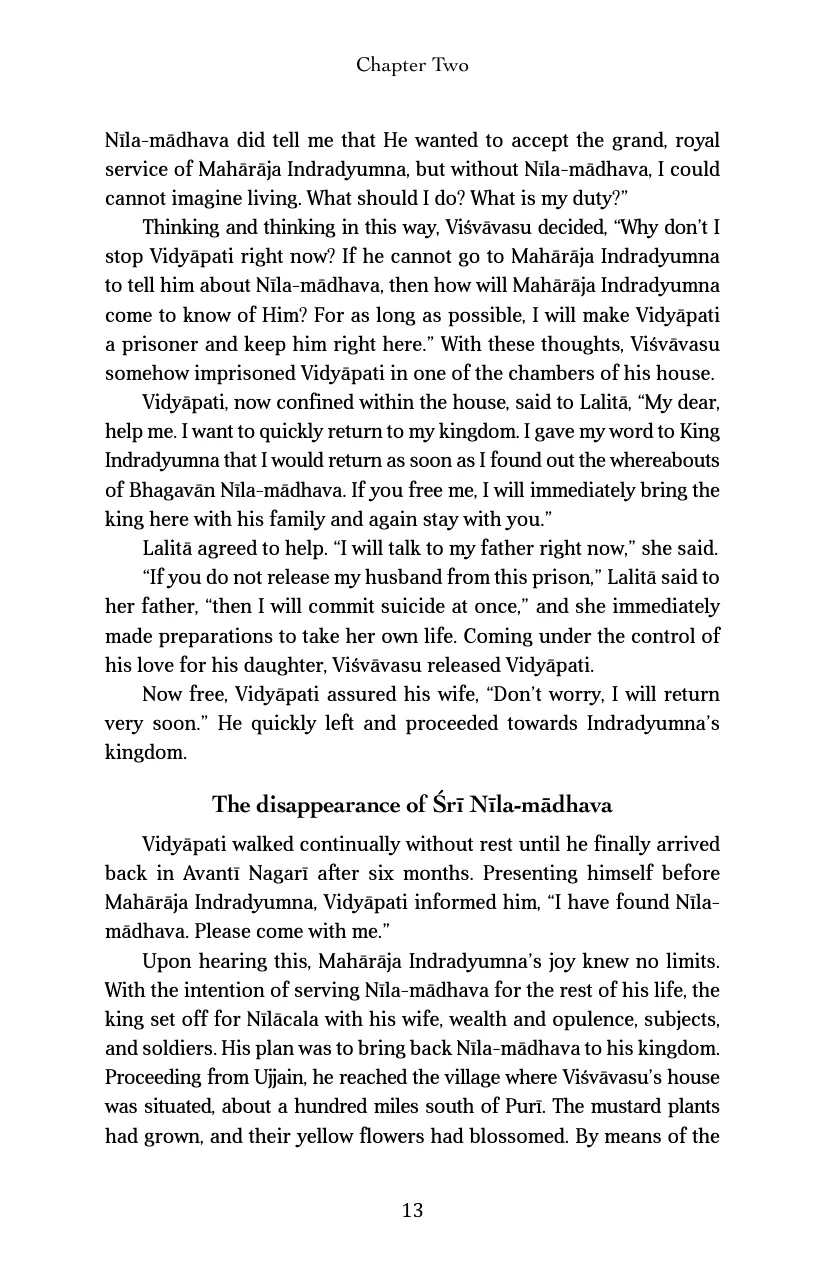 Chapter Two
Nīla-mādhava did tell me that He wanted to accept the grand, royal
service of Mahārāja Indradyumna, but without Nīla-mādhava, I could
cannot imagine living. What should I do? What is my duty?”
Thinking and thinking in this way, Viśvāvasu decided, “Why don’t I
stop Vidyāpati right now? If he cannot go to Mahārāja Indradyumna
to tell him about Nīla-mādhava, then how will Mahārāja Indradyumna
come to know of Him? For as long as possible, I will make Vidyāpati
a prisoner and keep him right here.” With these thoughts, Viśvāvasu
somehow imprisoned Vidyāpati in one of the chambers of his house.
Vidyāpati, now confined within the house, said to Lalitā, “My dear,
help me. I want to quickly return to my kingdom. I gave my word to King
Indradyumna that I would return as soon as I found out the whereabouts
of Bhagavān Nīla-mādhava. If you free me, I will immediately bring the
king here with his family and again stay with you.”
Lalitā agreed to help. “I will talk to my father right now,” she said.
“If you do not release my husband from this prison,” Lalitā said to
her father, “then I will commit suicide at once,” and she immediately
made preparations to take her own life. Coming under the control of
his love for his daughter, Viśvāvasu released Vidyāpati.
Now free, Vidyāpati assured his wife, “Don’t worry, I will return
very soon.” He quickly left and proceeded towards Indradyumna’s
kingdom.
The disappearance of Śrī Nīla-mādhava
Vidyāpati walked continually without rest until he finally arrived
back in Avantī Nagarī after six months. Presenting himself before
Mahārāja Indradyumna, Vidyāpati informed him, “I have found Nīla-
mādhava. Please come with me.”
Upon hearing this, Mahārāja Indradyumna’s joy knew no limits.
With the intention of serving Nīla-mādhava for the rest of his life, the
king set off for Nīlācala with his wife, wealth and opulence, subjects,
and soldiers. His plan was to bring back Nīla-mādhava to his kingdom.
Proceeding from Ujjain, he reached the village where Viśvāvasu’s house
was situated, about a hundred miles south of Purī. The mustard plants
had grown, and their yellow flowers had blossomed. By means of the
13